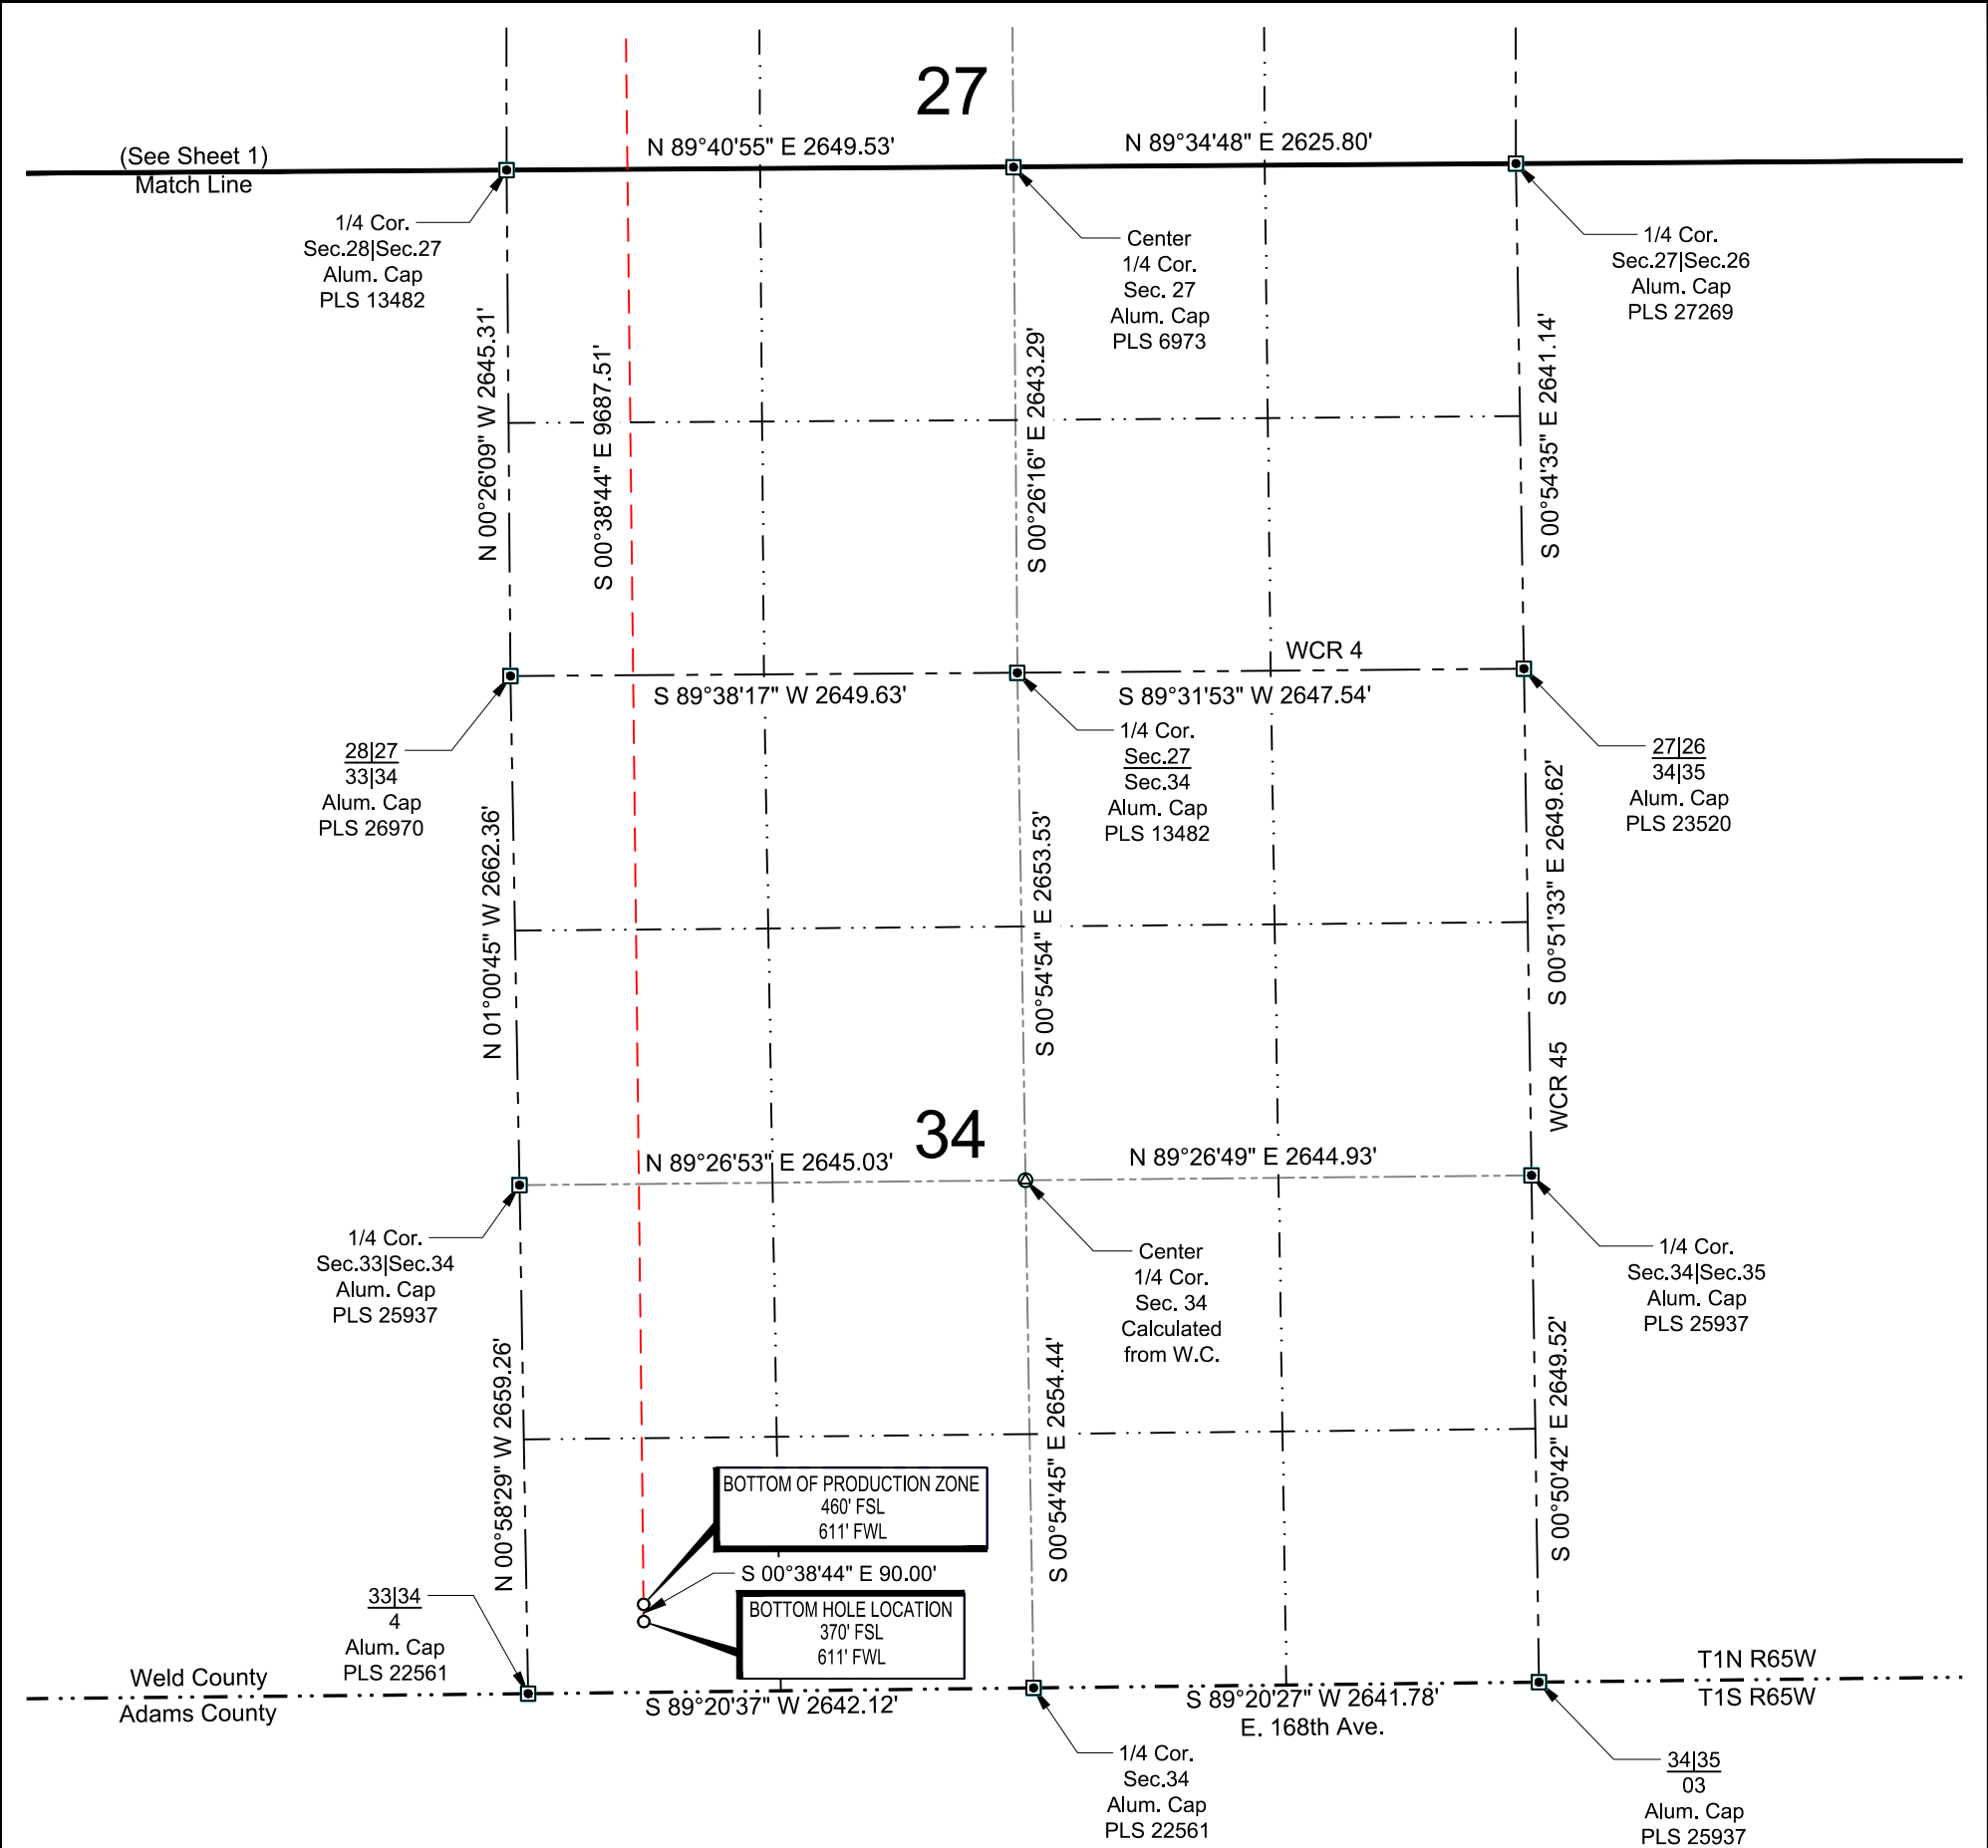 27
(See Sheet 1)
Match Line
N 89°40'55" E 2649.53'
N 89°34'48" E 2625.80'
1/4 Cor.
Sec.28|Sec.27
Alum. Cap
PLS 13482
Center
1/4 Cor.
Sec. 27
Alum. Cap
PLS 6973
1/4 Cor.
Sec.27|Sec.26
Alum. Cap
PLS 27269
N 00°26'09" W 2645.31'
S 00°38'44" E 9687.51'
S 00°26'16" E 2643.29'
S 00°54'35" E 2641.14'
WCR 4
S 89°38'17" W 2649.63'
S 89°31'53" W 2647.54'
28|27
33|34
Alum. Cap
PLS 26970
1/4 Cor.
Sec.27
Sec.34
Alum. Cap
PLS 13482
27|26
34|35
Alum. Cap
PLS 23520
N 01°00'45" W 2662.36'
S 00°54'54" E 2653.53'
S 00°51'33" E 2649.62'
WCR 45
34
N 89°26'53" E 2645.03'
N 89°26'49" E 2644.93'
1/4 Cor.
Sec.33|Sec.34
Alum. Cap
PLS 25937
Center
1/4 Cor.
Sec. 34
Calculated
from W.C.
1/4 Cor.
Sec.34|Sec.35
Alum. Cap
PLS 25937
N 00°58'29" W 2659.26'
S 00°54'45" E 2654.44'
S 00°50'42" E 2649.52'
BOTTOM OF PRODUCTION ZONE
460' FSL
611' FWL
S 00°38'44" E 90.00'
BOTTOM HOLE LOCATION
370' FSL
611' FWL
33|34
4
Alum. Cap
PLS 22561
Weld County
Adams County
T1N R65W
T1S R65W
S 89°20'37" W 2642.12'
S 89°20'27" W 2641.78'
E. 168th Ave.
1/4 Cor.
Sec.34
Alum. Cap
PLS 22561
34|35
03
Alum. Cap
PLS 25937